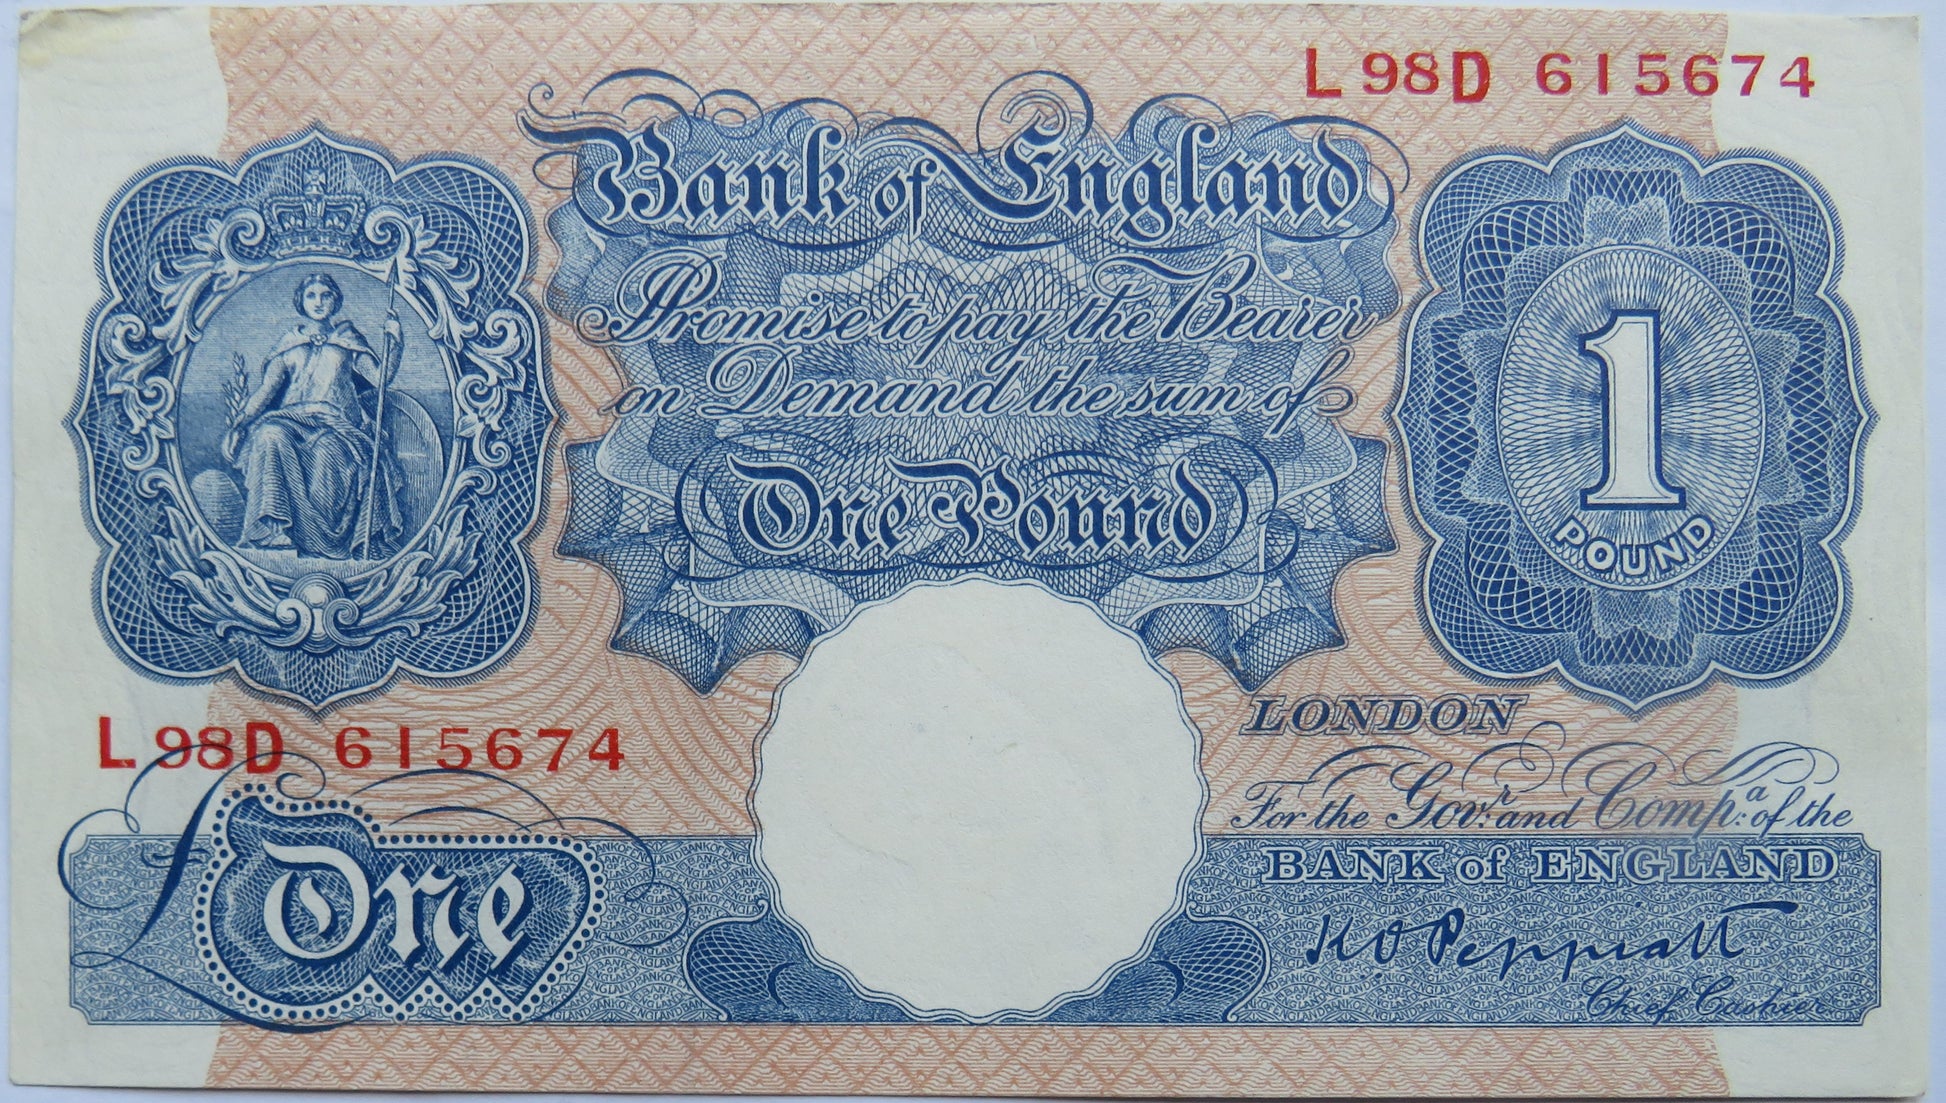 L98D 615674
Bank of England
Promise to pay the Bearer
on Demand the sum of
One Pound
1
POUND
L98D 615674
£One
LONDON
For the Govr. and Compa. of the
BANK of ENGLAND
K O Peppiatt
Chief Cashier